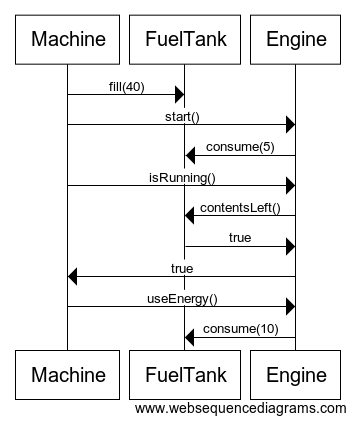 Machine FuelTank Engine
fill(40)
start()
consume(5)
isRunning()
contentsLeft()
true
true
useEnergy()
consume(10)
Machine FuelTank Engine
www.websequencediagrams.com